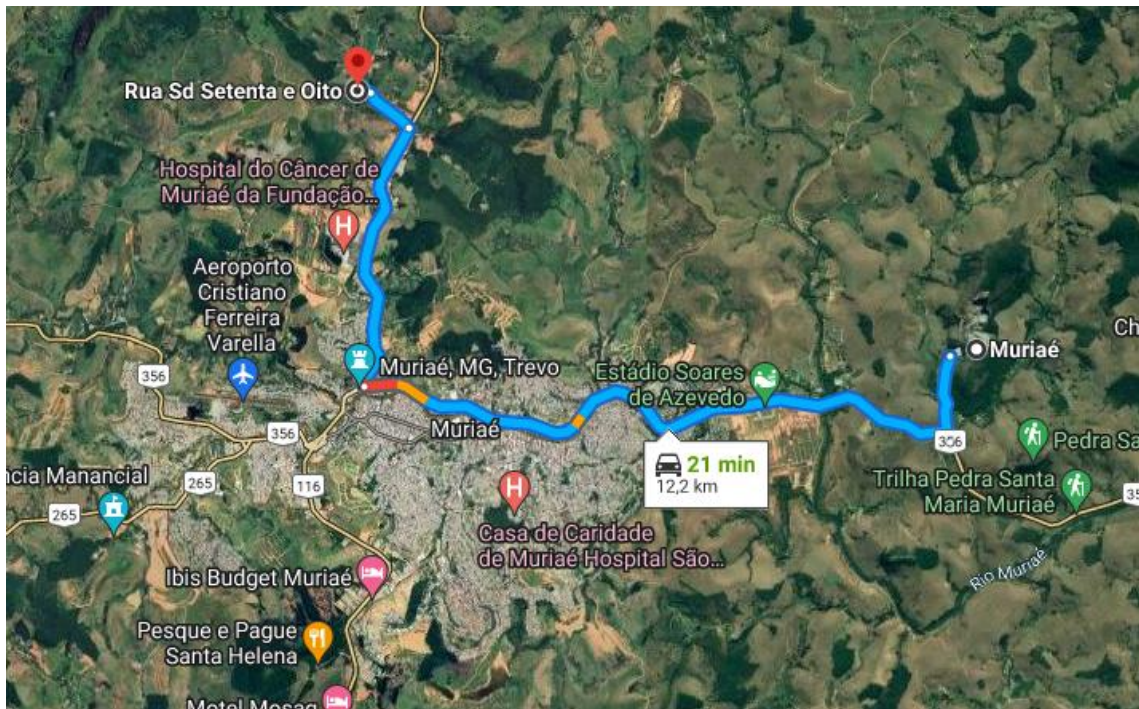 Rua Sd Setenta e Oito
Hospital do Câncer de
Muriaé da Fundação...
Aeroporto
Cristiano
Ferreira
Varella
356
Muriaé, MG, Trevo
Estádio Soares
de Azevedo
Muriaé
Ch
Muriaé
356
265
116
265
ncia Manancial
21 min
12,2 km
Pedra Sa
Trilha Pedra Santa
Maria Muriaé
35
Casa de Caridade
de Muriaé Hospital São...
Rio Muriaé
Ibis Budget Muriaé
Pesque e Pague
Santa Helena
Motel Mosag
H
H